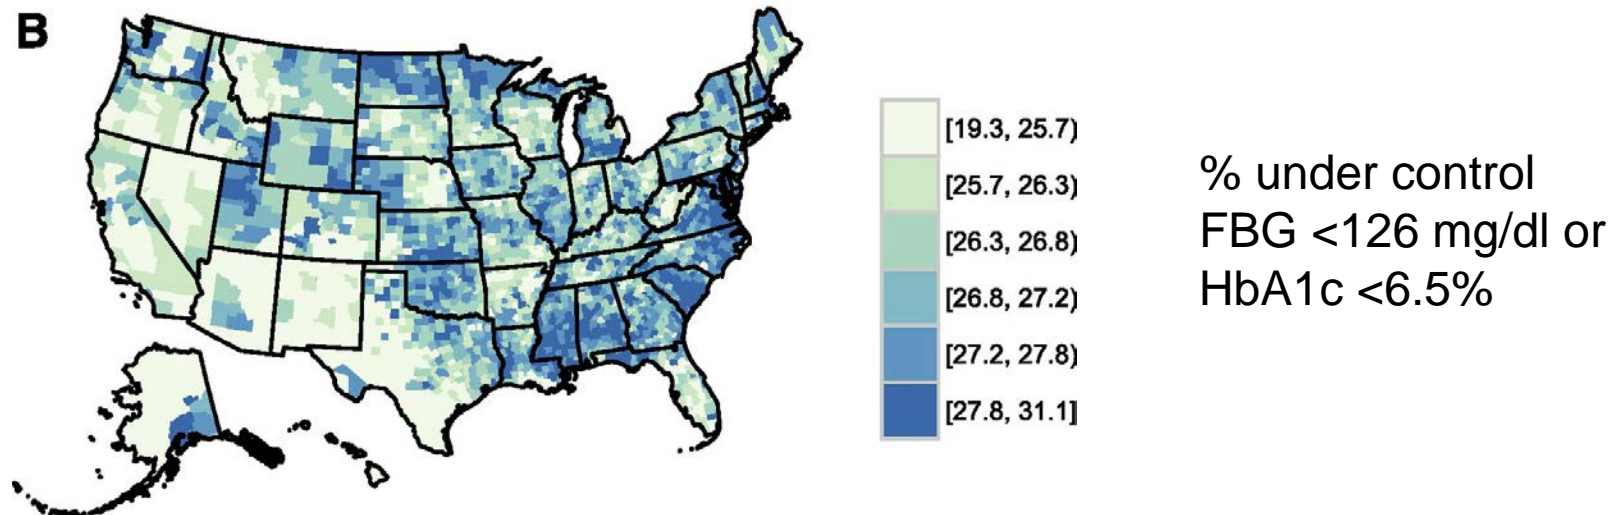 B
[19.3, 25.7)
[25.7, 26.3)
[26.3, 26.8)
[26.8, 27.2)
[27.2, 27.8)
[27.8, 31.1]
% under control
FBG <126 mg/dl or
HbA1c <6.5%